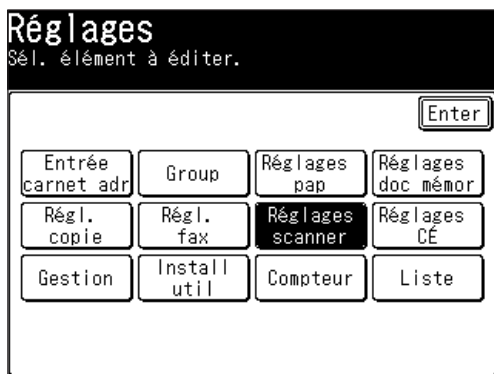 Réglages
Sél. élément à éditer.
Enter
Entrée carnet adr
Group
Réglages pap
Réglages doc mémor
Régl. copie
Régl. fax
Réglages scanner
Réglages CÉ
Gestion
Install util
Compteur
Liste